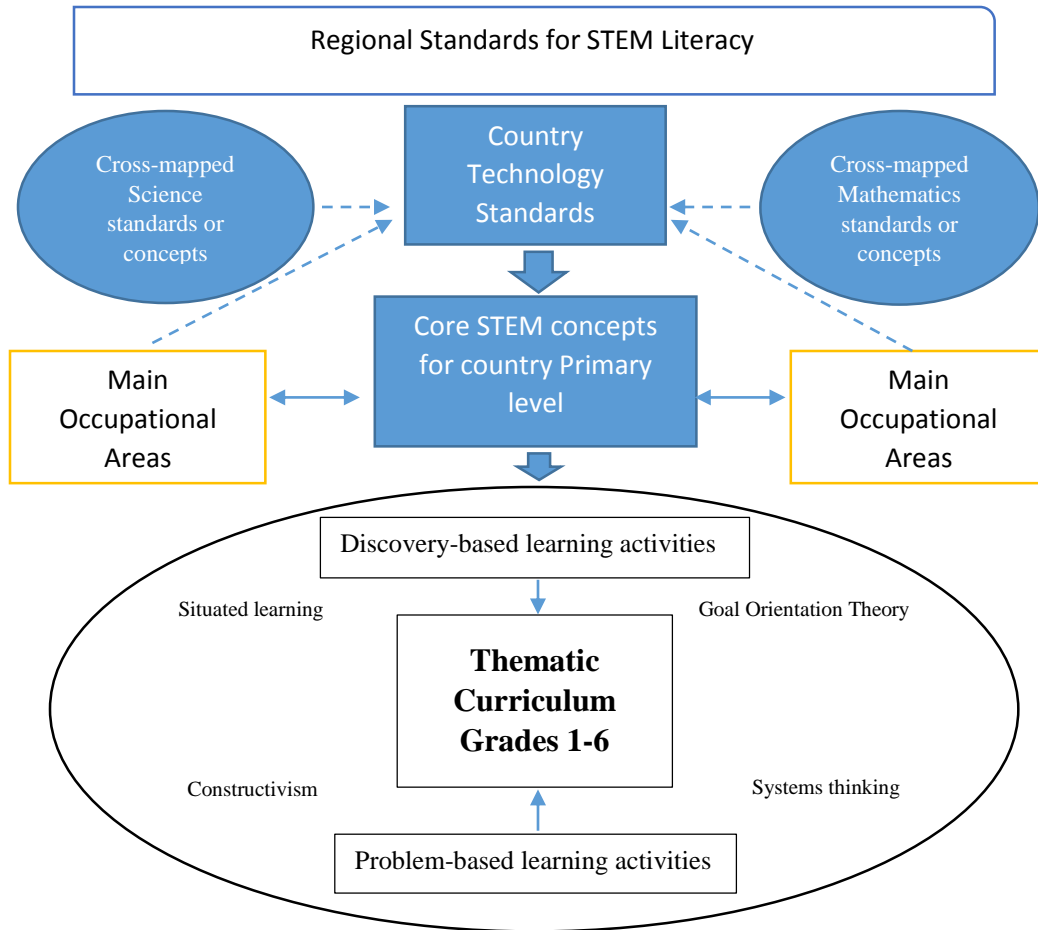 Regional Standards for STEM Literacy
Cross-mapped
Science
standards or
concepts
Country
Technology
Standards
Cross-mapped
Mathematics
standards or
concepts
Main
Occupational
Areas
Core STEM concepts
for country Primary
level
Main
Occupational
Areas
Discovery-based learning activities
Situated learning
Goal Orientation Theory
Thematic
Curriculum
Grades 1-6
Constructivism
Systems thinking
Problem-based learning activities